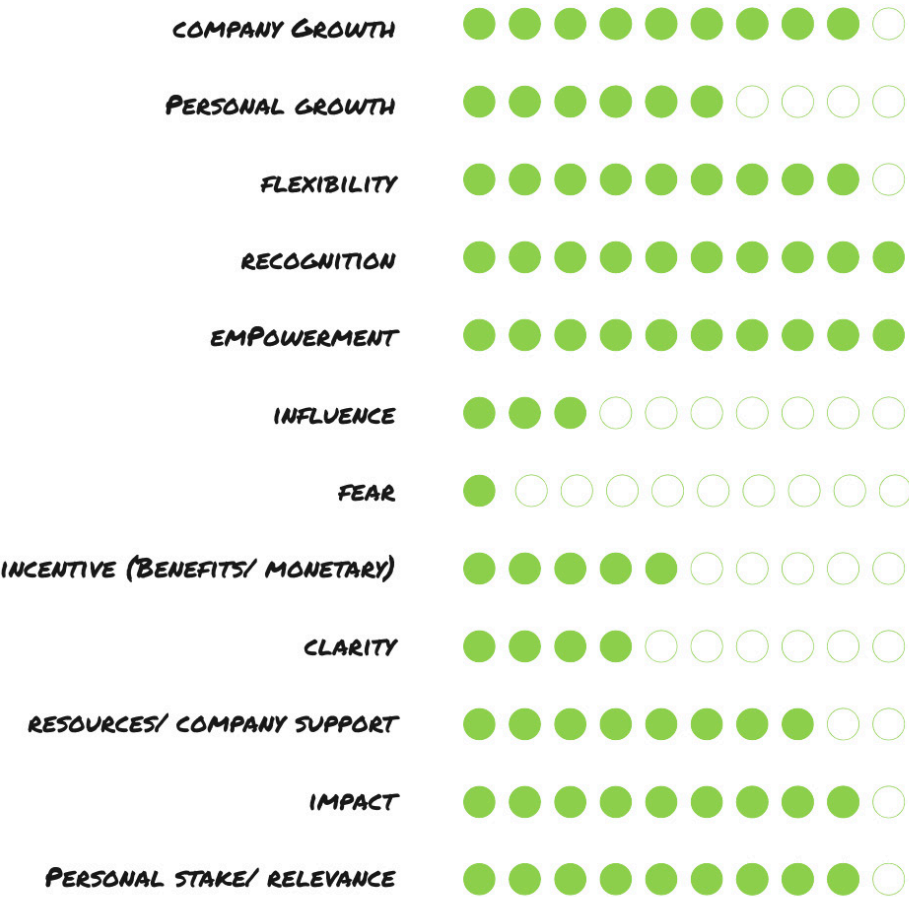 company Growth
Personal growth
flexibility
recognition
emPowerment
influence
fear
incentive (Benefits/ monetary)
clarity
resources/ company support
impact
Personal stake/ relevance